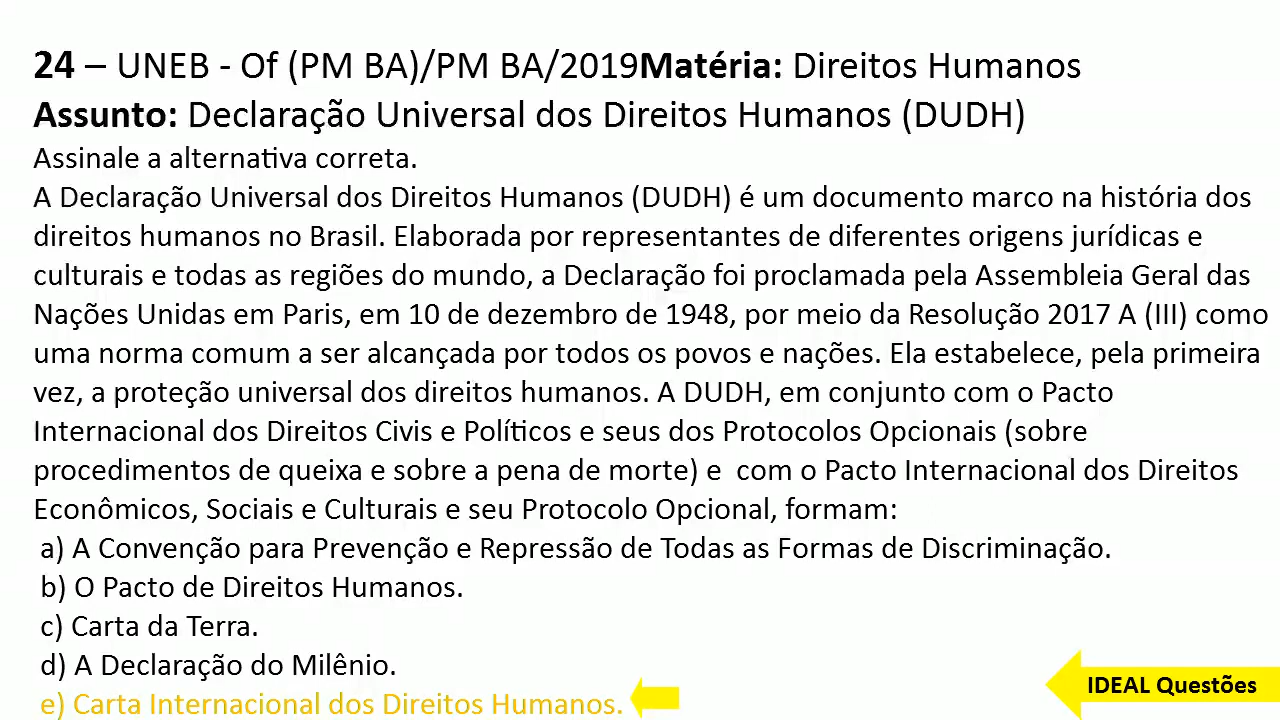 24 – UNEB - Of (PM BA)/PM BA/2019Matéria: Direitos Humanos
Assunto: Declaração Universal dos Direitos Humanos (DUDH)
Assinale a alternativa correta.
A Declaração Universal dos Direitos Humanos (DUDH) é um documento marco na história dos
direitos humanos no Brasil. Elaborada por representantes de diferentes origens jurídicas e
culturais e todas as regiões do mundo, a Declaração foi proclamada pela Assembleia Geral das
Nações Unidas em Paris, em 10 de dezembro de 1948, por meio da Resolução 2017 A (III) como
uma norma comum a ser alcançada por todos os povos e nações. Ela estabelece, pela primeira
vez, a proteção universal dos direitos humanos. A DUDH, em conjunto com o Pacto
Internacional dos Direitos Civis e Políticos e seus dos Protocolos Opcionais (sobre
procedimentos de queixa e sobre a pena de morte) e  com o Pacto Internacional dos Direitos
Econômicos, Sociais e Culturais e seu Protocolo Opcional, formam:
a) A Convenção para Prevenção e Repressão de Todas as Formas de Discriminação.
b) O Pacto de Direitos Humanos.
c) Carta da Terra.
d) A Declaração do Milênio.
e) Carta Internacional dos Direitos Humanos.
IDEAL Questões